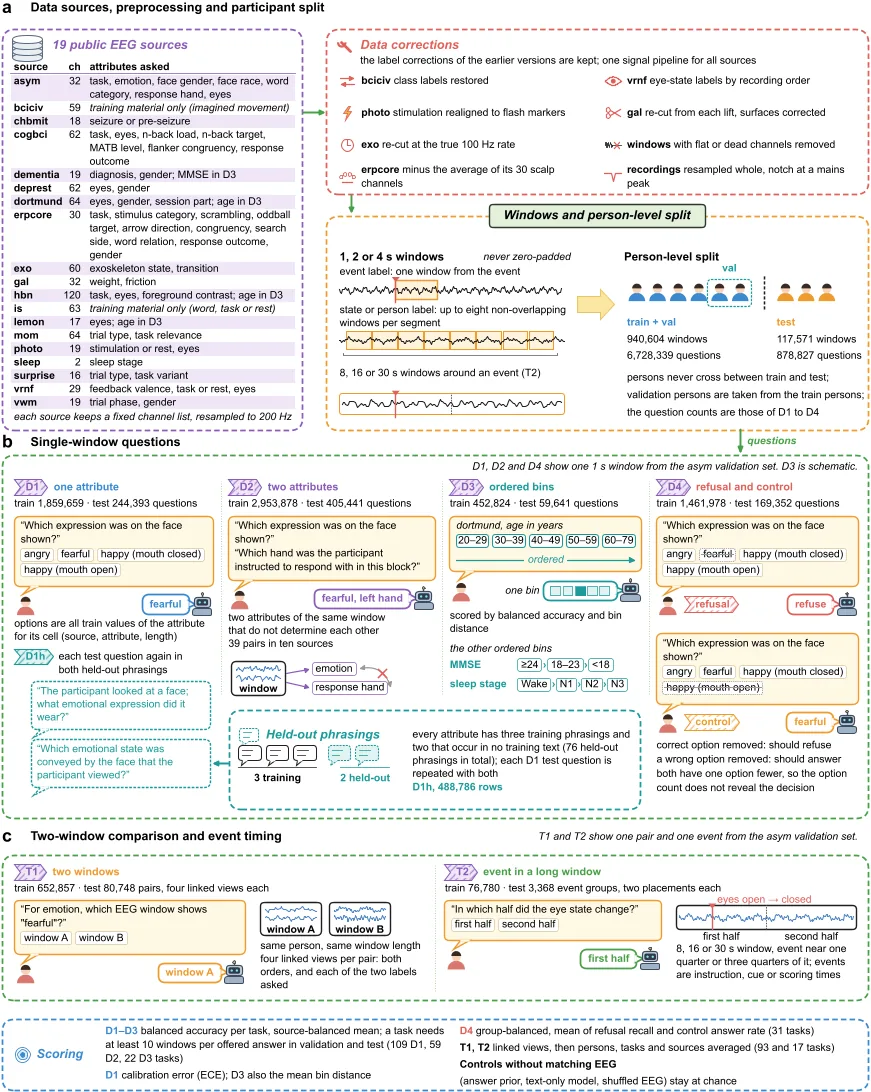 a Data sources, preprocessing and participant split
19 public EEG sources
source ch attributes asked
asym 32 task, emotion, face gender, face race, word
category, response hand, eyes
bciciv 59 training material only (imagined movement)
chbmit 18 seizure or pre-seizure
cogbci 62 task, eyes, n-back load, n-back target,
MATB level, flanker congruency, response
outcome
dementia 19 diagnosis, gender; MMSE in D3
deprest 62 eyes, gender
dortmund 64 eyes, gender, session part; age in D3
erpcore 30 task, stimulus category, scrambling, oddball
target, arrow direction, congruency, search
side, word relation, response outcome,
gender
exo 60 exoskeleton state, transition
gal 32 weight, friction
hbn 120 task, eyes, foreground contrast; age in D3
is 63 training material only (word, task or rest)
lemon 17 eyes; age in D3
mom 64 trial type, task relevance
photo 19 stimulation or rest, eyes
sleep 2 sleep stage
surprise 16 trial type, task variant
vrnf 29 feedback valence, task or rest, eyes
vwm 19 trial phase, gender
each source keeps a fixed channel list, resampled to 200 Hz
Data corrections
the label corrections of the earlier versions are kept; one signal pipeline for all sources
bciciv class labels restored
vrnf eye-state labels by recording order
photo stimulation realigned to flash markers
gal re-cut from each lift, surfaces corrected
exo re-cut at the true 100 Hz rate
windows with flat or dead channels removed
erpcore minus the average of its 30 scalp
channels
recordings resampled whole, notch at a mains
peak
Windows and person-level split
1, 2 or 4 s windows never zero-padded
event label: one window from the event
state or person label: up to eight non-overlapping
windows per segment
8, 16 or 30 s windows around an event (T2)
Person-level split
val
train + val test
940,604 windows 117,571 windows
6,728,339 questions 878,827 questions
persons never cross between train and test;
validation persons are taken from the train persons;
the question counts are those of D1 to D4
questions
b Single-window questions
D1, D2 and D4 show one 1 s window from the asym validation set. D3 is schematic.
D1 one attribute
train 1,859,659 · test 244,393 questions
“Which expression was on the face
shown?”
angry fearful happy (mouth closed)
happy (mouth open)
fearful
options are all train values of the attribute
for its cell (source, attribute, length)
D1h each test question again in
both held-out phrasings
“The participant looked at a face;
what emotional expression did it
wear?”
“Which emotional state was
conveyed by the face that the
participant viewed?”
D2 two attributes
train 2,953,878 · test 405,441 questions
“Which expression was on the face
shown?”
“Which hand was the participant
instructed to respond with in this block?”
fearful, left hand
two attributes of the same window
that do not determine each other
39 pairs in ten sources
window
emotion
response hand
D3 ordered bins
train 452,824 · test 59,641 questions
dortmund, age in years
20–29 30–39 40–49 50–59 60–79
ordered
one bin
scored by balanced accuracy and bin
distance
the other ordered bins
MMSE ≥24 18–23 <18
sleep stage Wake N1 N2 N3
D4 refusal and control
train 1,461,978 · test 169,352 questions
“Which expression was on the face
shown?”
angry fearful happy (mouth closed)
happy (mouth open)
refusal refuse
“Which expression was on the face
shown?”
angry fearful happy (mouth closed)
happy (mouth open)
control fearful
correct option removed: should refuse
a wrong option removed: should answer
both have one option fewer, so the option
count does not reveal the decision
Held-out phrasings
3 training 2 held-out
every attribute has three training phrasings and
two that occur in no training text (76 held-out
phrasings in total); each D1 test question is
repeated with both
D1h, 488,786 rows
c Two-window comparison and event timing
T1 and T2 show one pair and one event from the asym validation set.
T1 two windows
train 652,857 · test 80,748 pairs, four linked views each
“For emotion, which EEG window shows
"fearful"?”
window A window B
window A
window A window B
same person, same window length
four linked views per pair: both
orders, and each of the two labels
asked
T2 event in a long window
train 76,780 · test 3,368 event groups, two placements each
“In which half did the eye state change?”
first half second half
first half
eyes open → closed
first half second half
8, 16 or 30 s window, event near one
quarter or three quarters of it; events
are instruction, cue or scoring times
Scoring
D1–D3 balanced accuracy per task, source-balanced mean; a task needs
at least 10 windows per offered answer in validation and test (109 D1, 59
D2, 22 D3 tasks)
D1 calibration error (ECE); D3 also the mean bin distance
D4 group-balanced, mean of refusal recall and control answer rate (31 tasks)
T1, T2 linked views, then persons, tasks and sources averaged (93 and 17 tasks)
Controls without matching EEG
(answer prior, text-only model, shuffled EEG) stay at chance